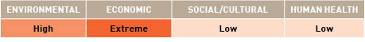 ENVIRONMENTAL ECONOMIC SOCIAL/CULTURAL HUMAN HEALTH
High Extreme Low Low